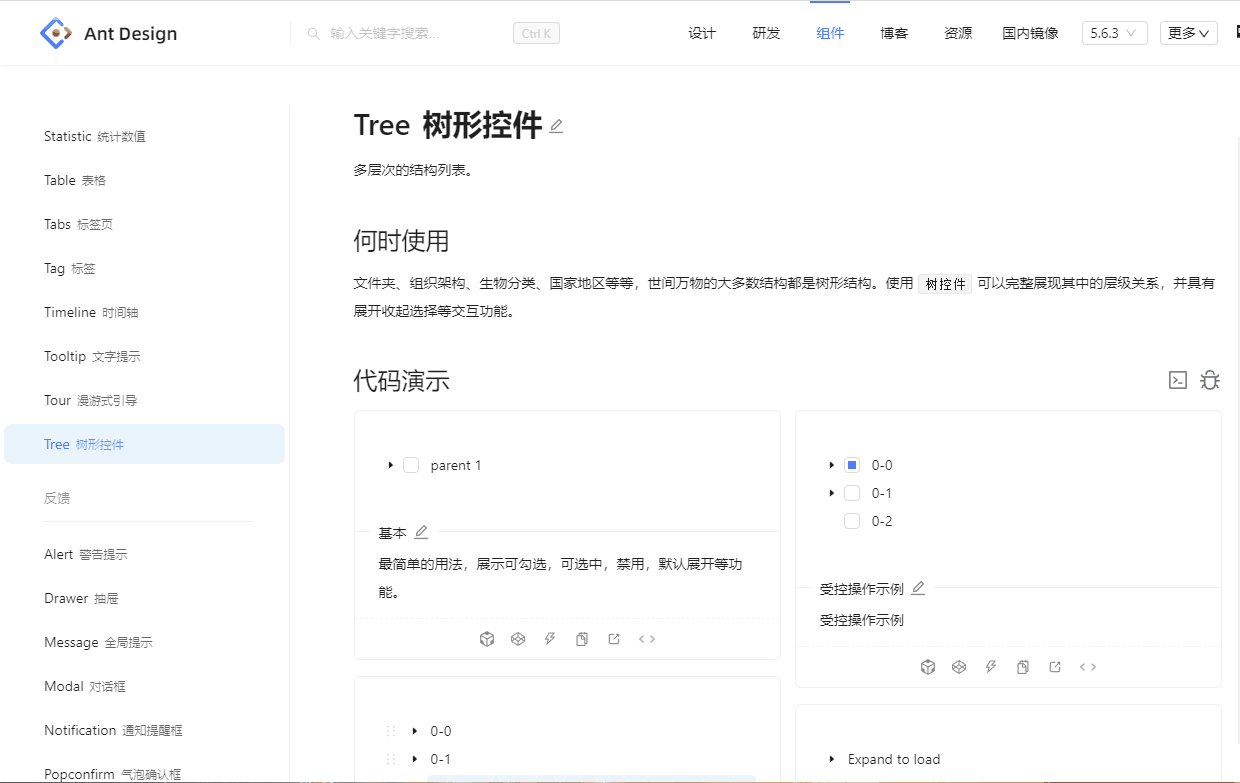 Ant Design
输入关键字搜索...
Ctrl K
设计 研发 组件 博客 资源 国内镜像 5.6.3 更多
Statistic 统计数值
Table 表格
Tabs 标签页
Tag 标签
Timeline 时间轴
Tooltip 文字提示
Tour 漫游式引导
Tree 树形控件
反馈
Alert 警告提示
Drawer 抽屉
Message 全局提示
Modal 对话框
Notification 通知提醒框
Popconfirm 气泡确认框
Tree 树形控件
多层次的结构列表。
何时使用
文件夹、组织架构、生物分类、国家地区等等，世间万物的大多数结构都是树形结构。使用 树控件 可以完整展现其中的层级关系，并具有
展开收起选择等交互功能。
代码演示
parent 1
基本
最简单的用法，展示可勾选，可选中，禁用，默认展开等功
能。
0-0
0-1
0-0
0-1
0-2
受控操作示例
受控操作示例
Expand to load